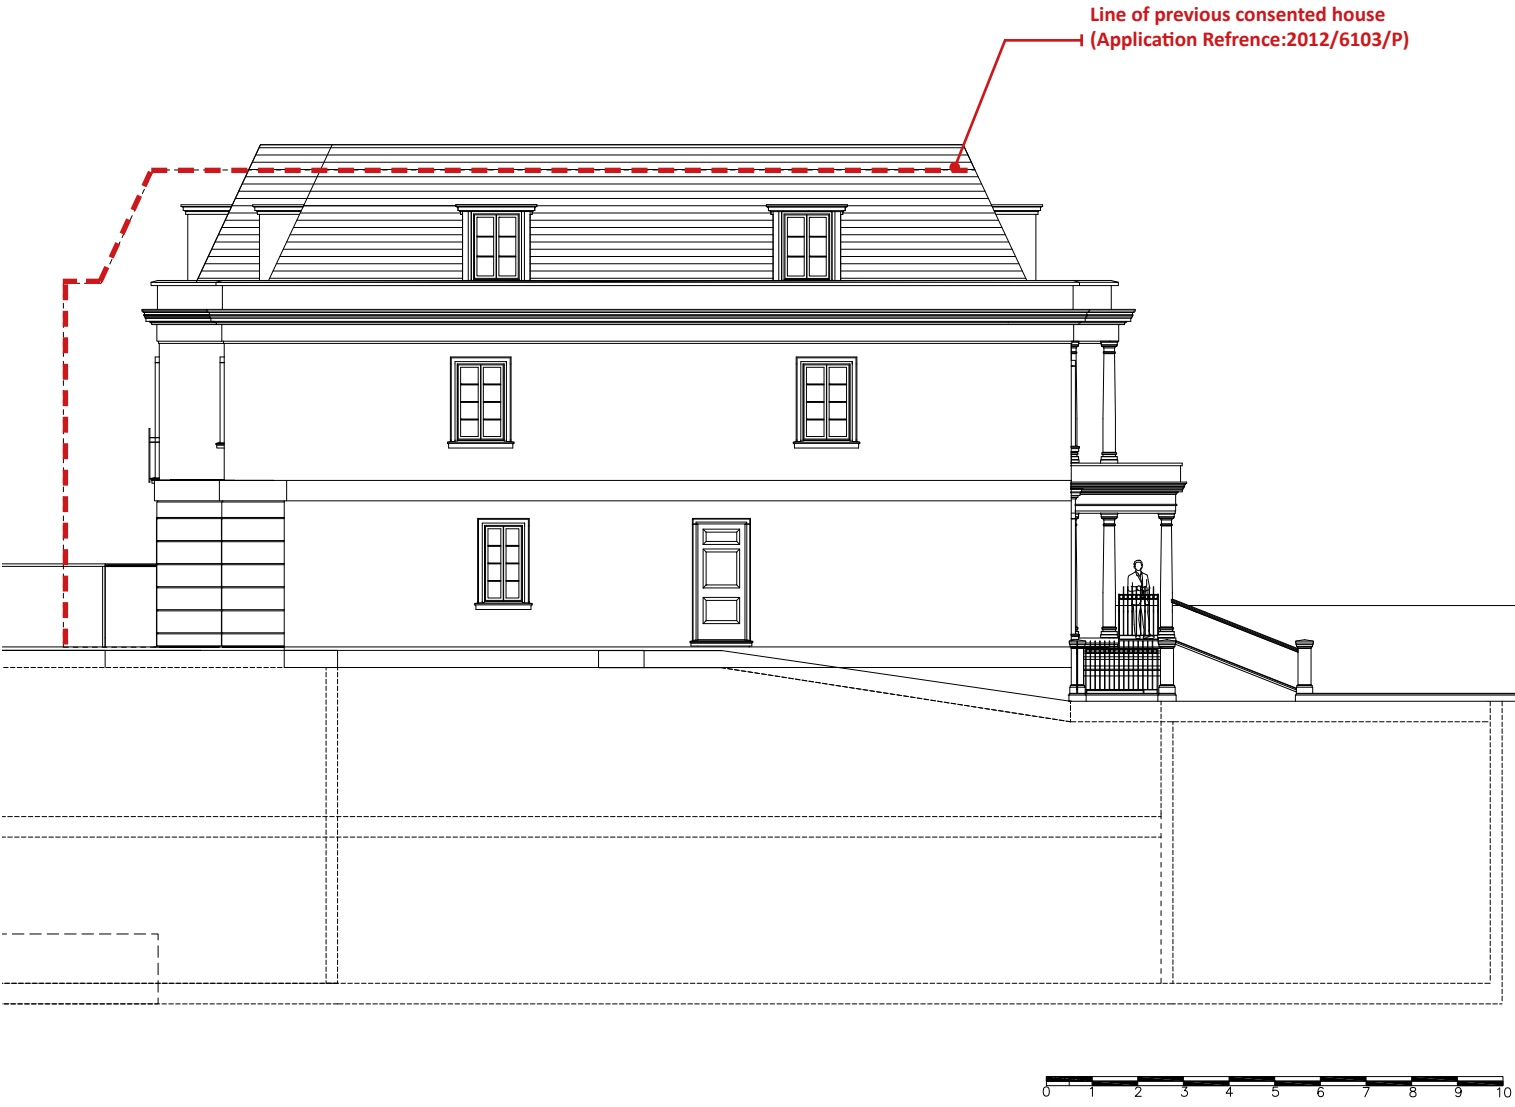 Line of previous consented house
(Application Refrence:2012/6103/P)
0 1 2 3 4 5 6 7 8 9 10